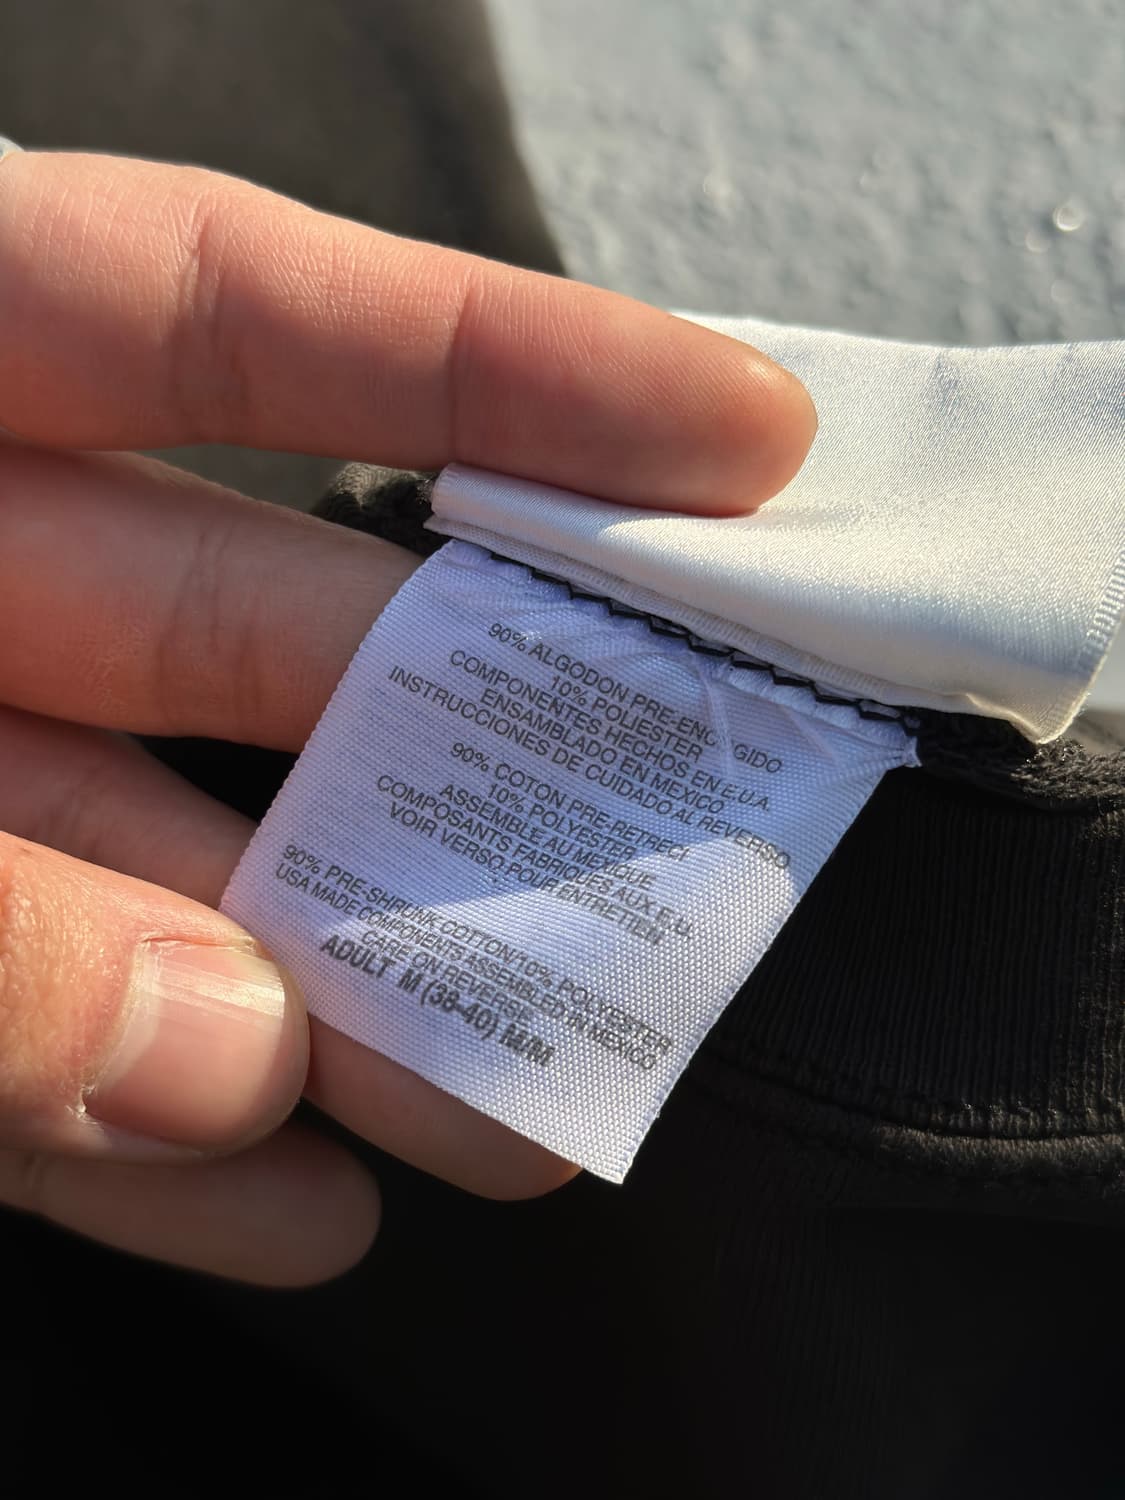 90% ALGODON PRE-ENCOGIDO
10% POLIESTER
COMPONENTES HECHOS EN E.U.A.
ENSAMBLADO EN MEXICO
INSTRUCCIONES DE CUIDADO AL REVERSO
90% COTON PRE-RETRECI
10% POLYESTER
ASSEMBLE AU MEXIQUE
COMPOSANTS FABRIQUES AUX E.U.
VOIR VERSO POUR ENTRETIEN
90% PRE-SHRUNK COTTON/10% POLYESTER
USA MADE COMPONENTS ASSEMBLED IN MEXICO
CARE ON REVERSE
ADULT M (38-40) M/M